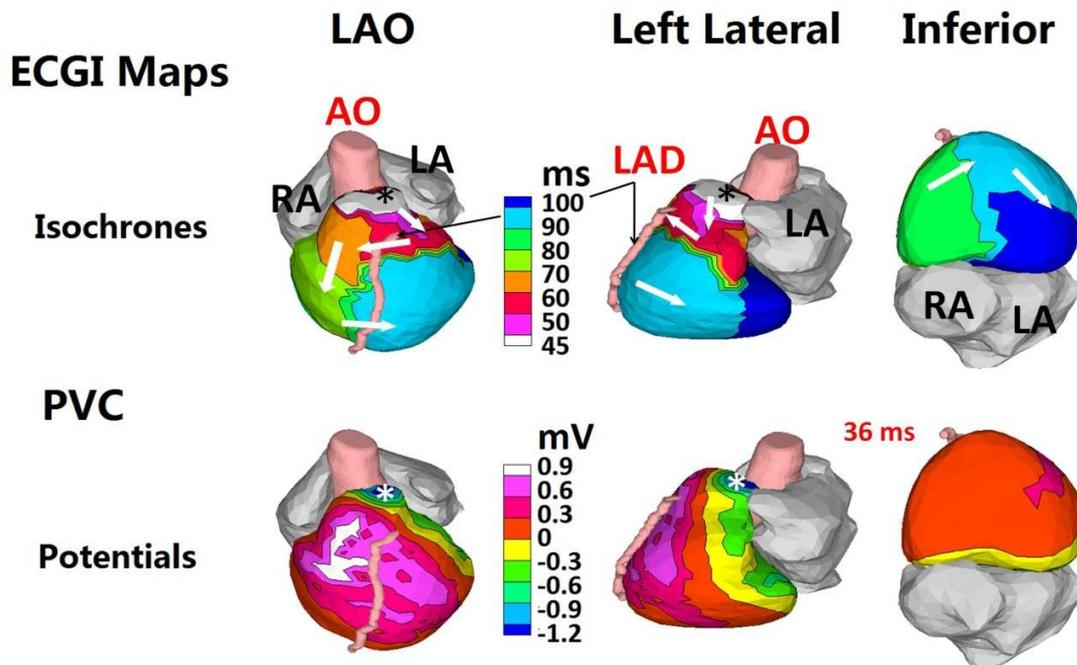 LAO Left Lateral Inferior
ECGI Maps
AO
LA
RA
*
LAD
AO
*
LA
ms
100
90
80
70
60
50
45
Isochrones
RA
LA
PVC
mV
0.9
0.6
0.3
0
-0.3
-0.6
-0.9
-1.2
36 ms
*
*
Potentials